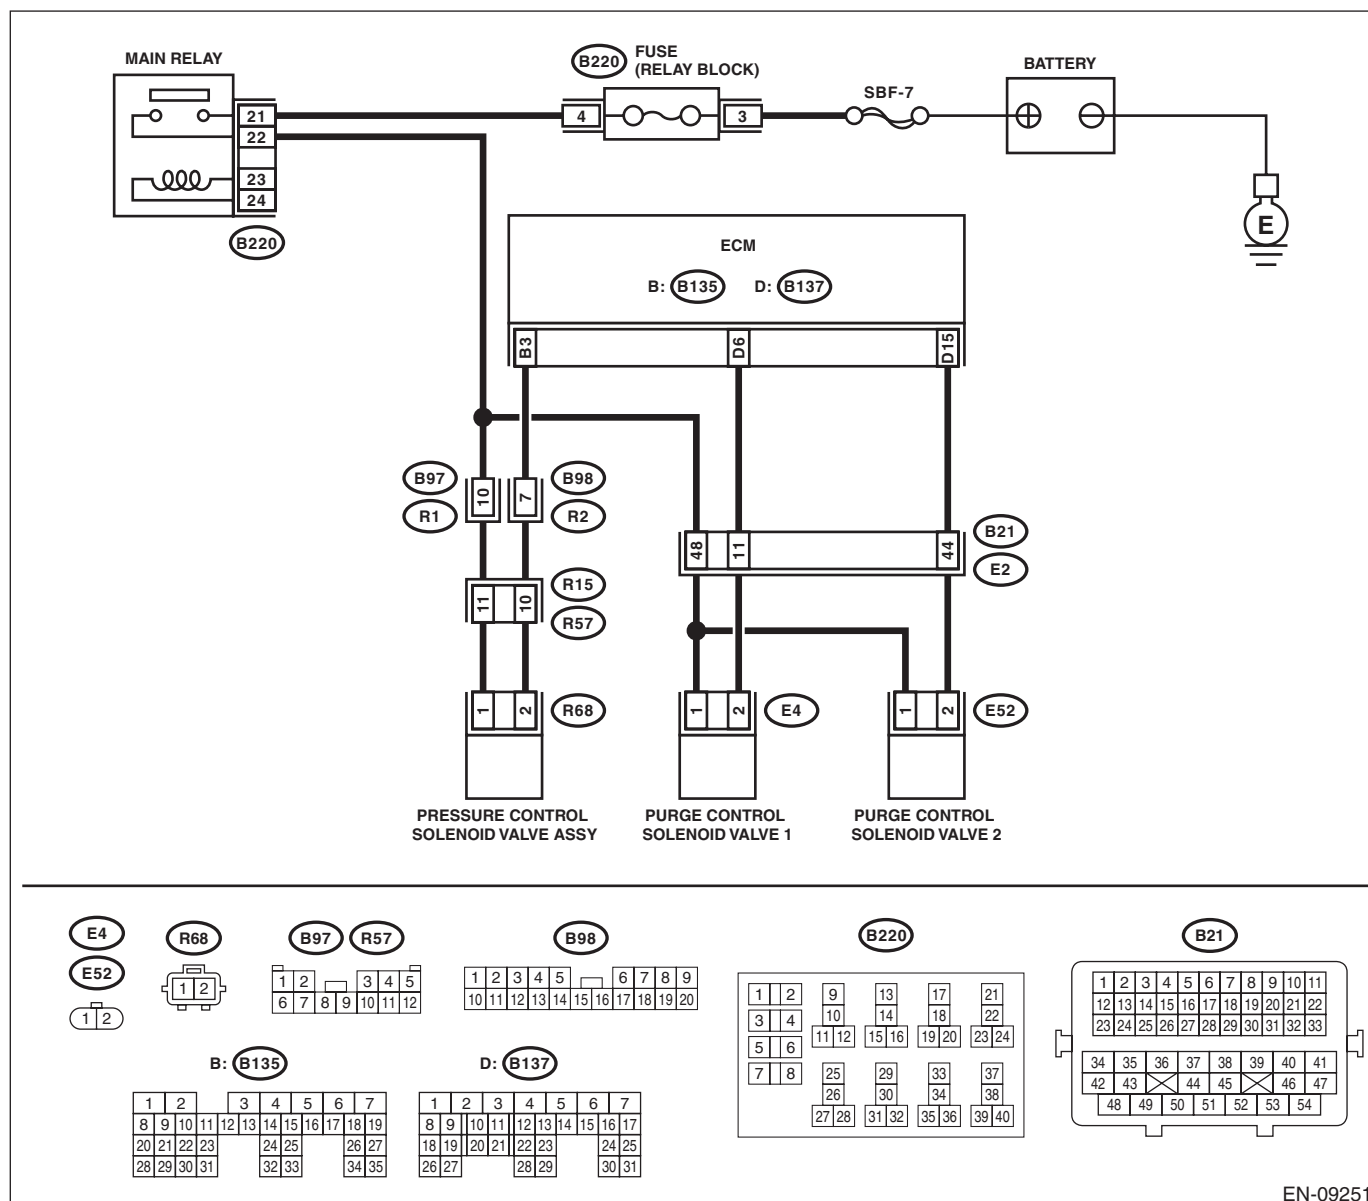 MAIN RELAY
B220
FUSE
(RELAY BLOCK)
SBF-7
BATTERY
21
22
23
24
B220
4
3
E
ECM
B: B135 D: B137
B3
D6
D15
B97
R1
10
7
B98
R2
48
11
44
B21
E2
11
10
R15
R57
1
2
R68
1
2
E4
1
2
E52
PRESSURE CONTROL
SOLENOID VALVE ASSY
PURGE CONTROL
SOLENOID VALVE 1
PURGE CONTROL
SOLENOID VALVE 2
E4
E52
1 2
R68
1 2
B97 R57
1 2 3 4 5
6 7 8 9 10 11 12
B98
1 2 3 4 5 6 7 8 9
10 11 12 13 14 15 16 17 18 19 20
B220
1 2
3 4
5 6
7 8
9
10
11 12
13
14
15 16
17
18
19 20
21
22
23 24
25
26
27 28
29
30
31 32
33
34
35 36
37
38
39 40
B21
1 2 3 4 5 6 7 8 9 10 11
12 13 14 15 16 17 18 19 20 21 22
23 24 25 26 27 28 29 30 31 32 33
34 35 36 37 38 39 40 41
42 43 44 45 46 47
48 49 50 51 52 53 54
B: B135
1 2 3 4 5 6 7
8 9 10 11 12 13 14 15 16 17 18 19
20 21 22 23 24 25 26 27
28 29 30 31 32 33 34 35
D: B137
1 2 3 4 5 6 7
8 9 10 11 12 13 14 15 16 17
18 19 20 21 22 23 24 25
26 27 28 29 30 31
EN-09251